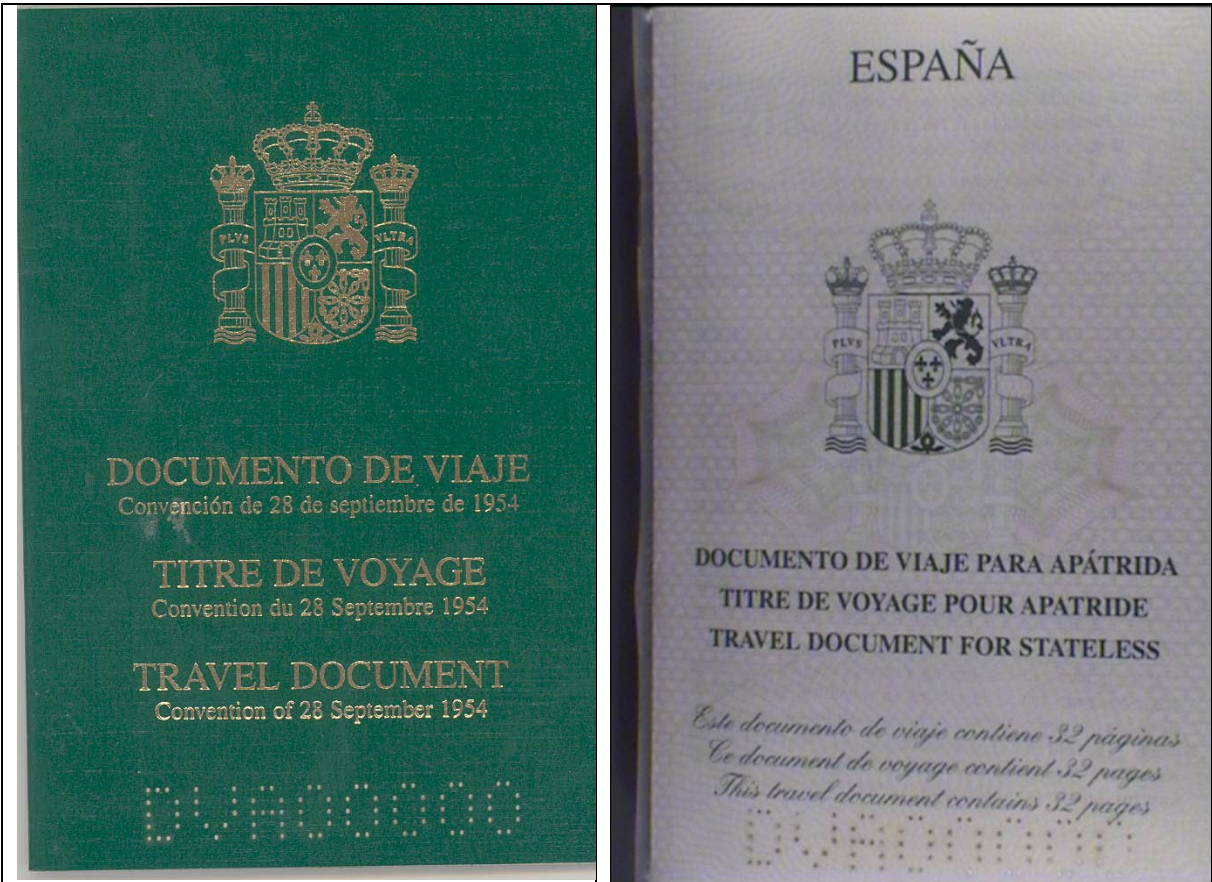 DOCUMENTO DE VIAJE
Convención de 28 de septiembre de 1954
TITRE DE VOYAGE
Convention du 28 Septembre 1954
TRAVEL DOCUMENT
Convention of 28 September 1954
DVA00000
PLVS VLTRA
ESPAÑA
PLVS VLTRA
DOCUMENTO DE VIAJE PARA APÁTRIDA
TITRE DE VOYAGE POUR APATRIDE
TRAVEL DOCUMENT FOR STATELESS
Este documento de viaje contiene 32 páginas
Ce document de voyage contient 32 pages
This travel document contains 32 pages
DVA00000